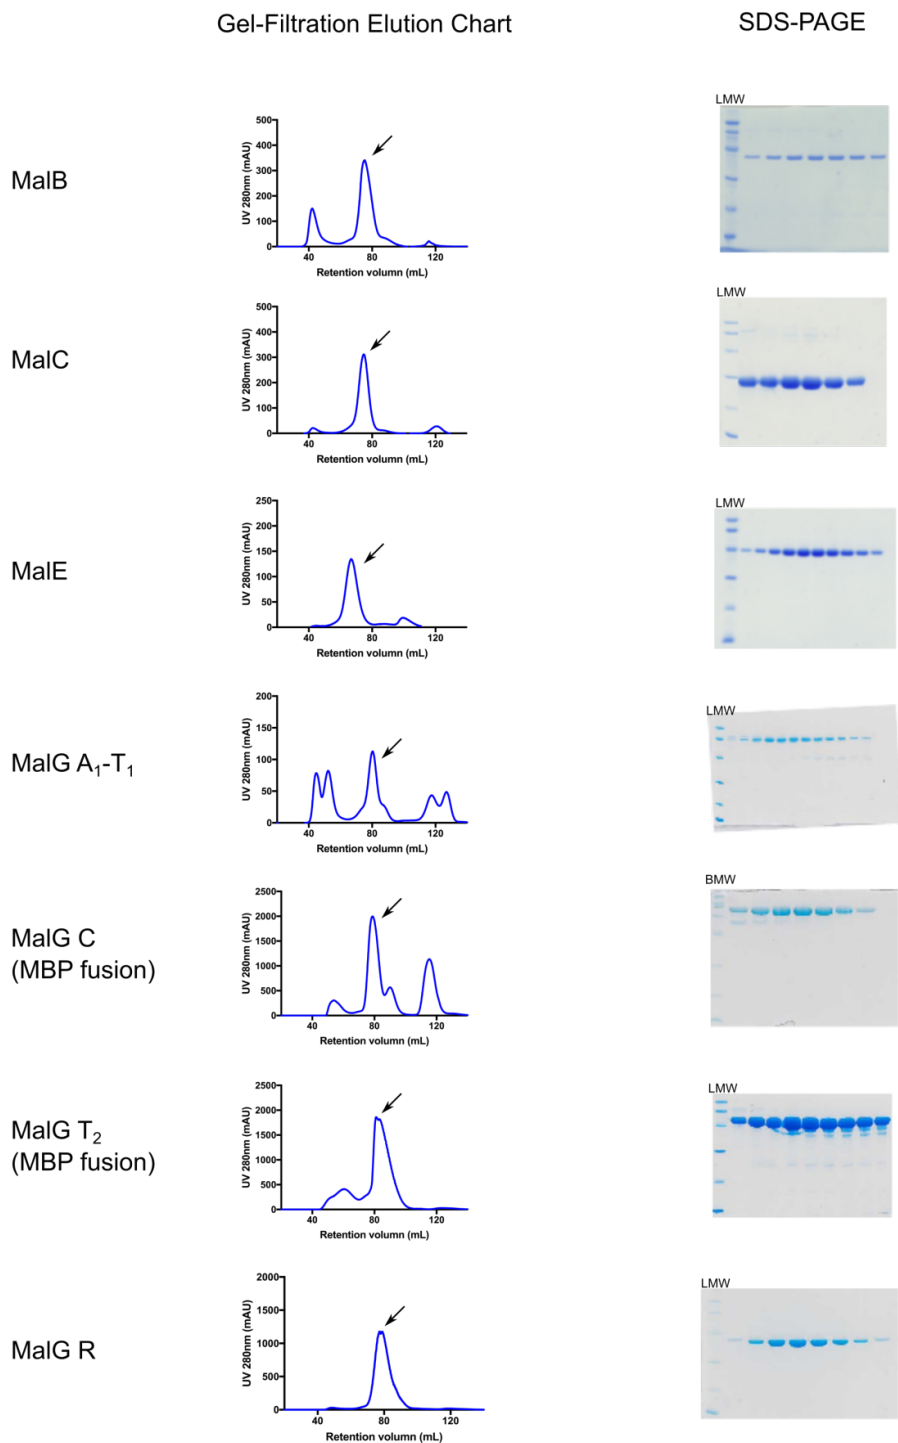 Gel-Filtration Elution Chart
SDS-PAGE
MalB
500
400
300
200
100
0
UV 280nm (mAU)
40
80
120
Retention volumn (mL)
LMW
MalC
500
400
300
200
100
0
UV 280nm (mAU)
40
80
120
Retention volumn (mL)
LMW
MalE
250
200
150
100
50
0
UV 280nm (mAU)
40
80
120
Retention volumn (mL)
LMW
MalG A₁-T₁
200
150
100
50
0
UV 280nm (mAU)
40
80
120
Retention volumn (mL)
LMW
MalG C
(MBP fusion)
2500
2000
1500
1000
500
0
UV 280nm (mAU)
40
80
120
Retention volumn (mL)
BMW
MalG T₂
(MBP fusion)
2500
2000
1500
1000
500
0
UV 280nm (mAU)
40
80
120
Retention volumn (mL)
LMW
MalG R
2000
1500
1000
500
0
UV 280nm (mAU)
40
80
120
Retention volumn (mL)
LMW